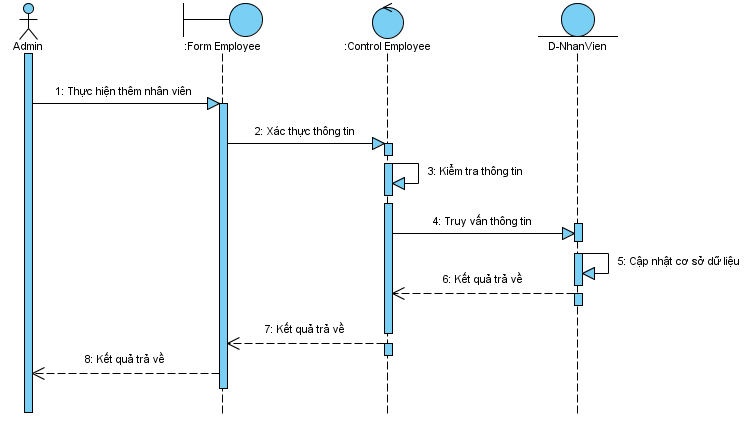 Admin
:Form Employee
:Control Employee
D-NhanVien
1: Thực hiện thêm nhân viên
2: Xác thực thông tin
3: Kiểm tra thông tin
4: Truy vấn thông tin
5: Cập nhật cơ sở dữ liệu
6: Kết quả trả về
7: Kết quả trả về
8: Kết quả trả về